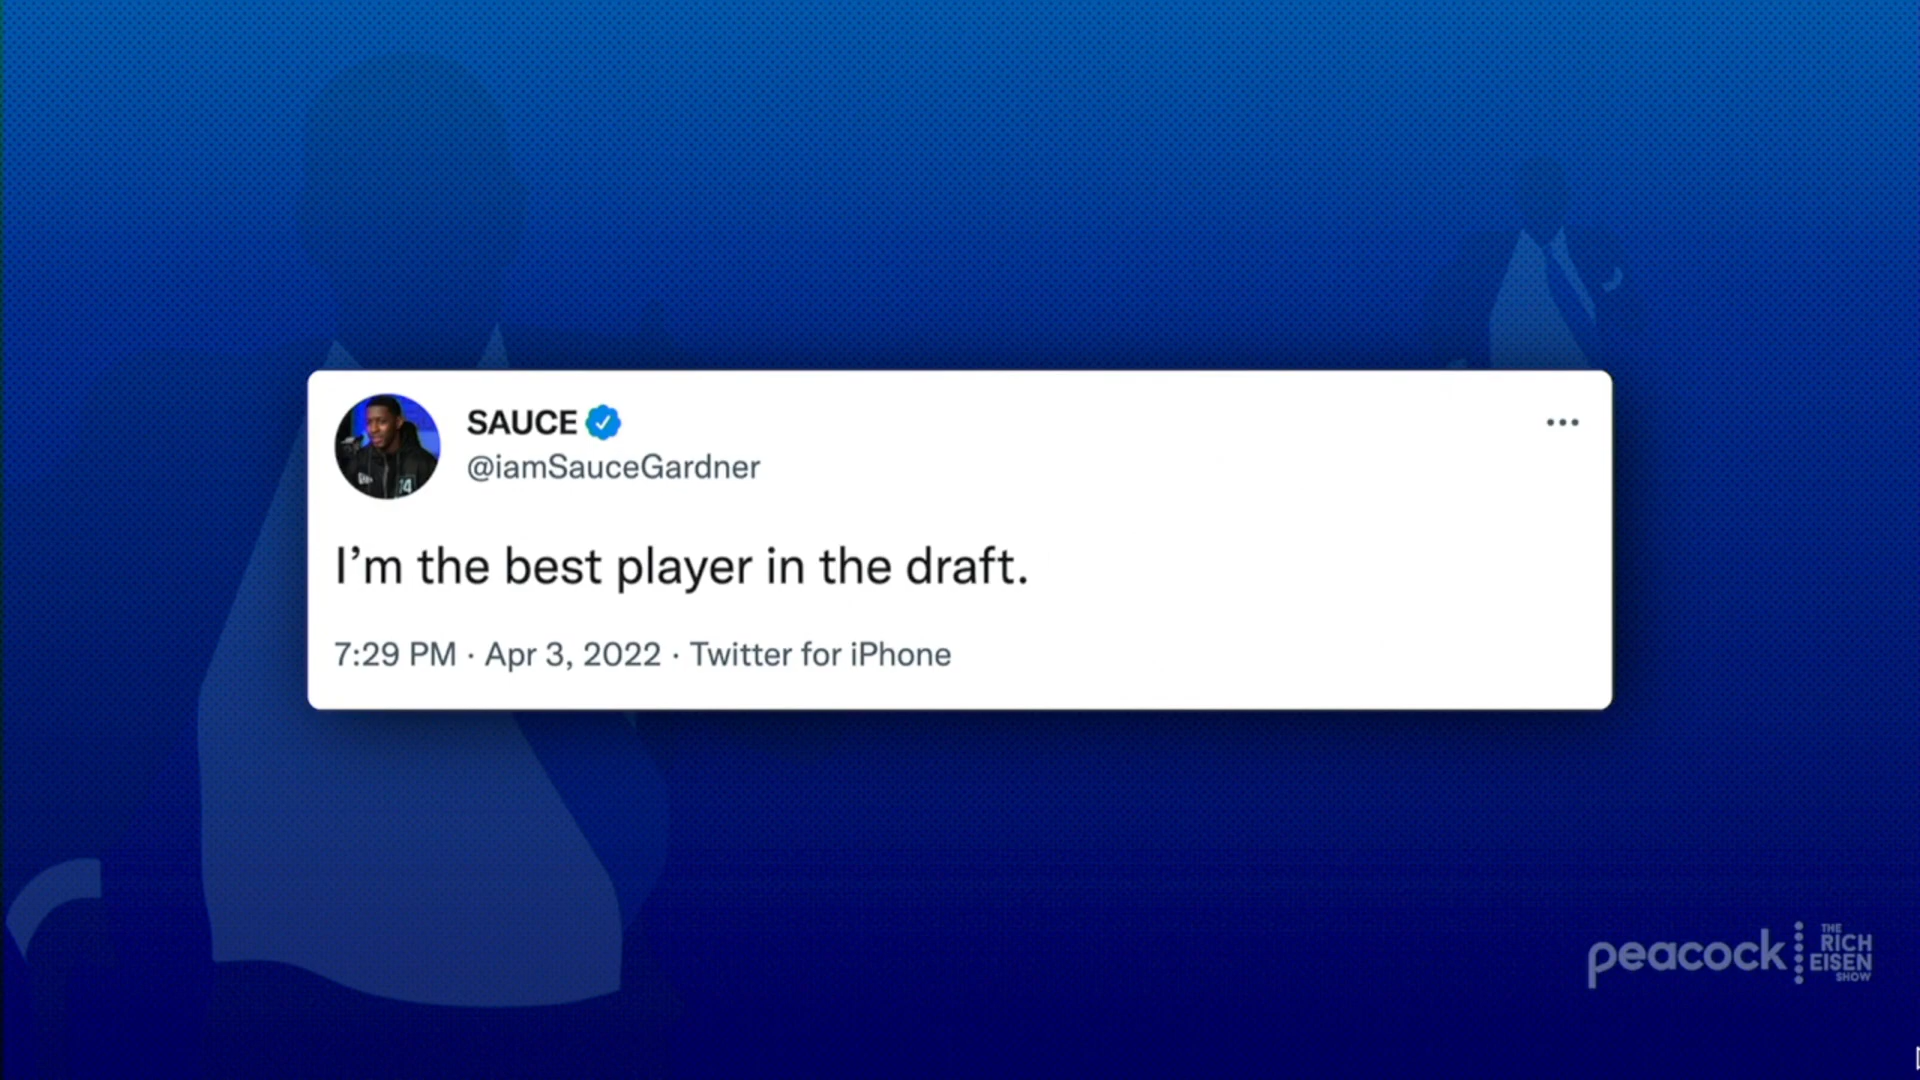 SAUCE
@iamSauceGardner
I’m the best player in the draft.
7:29 PM · Apr 3, 2022 · Twitter for iPhone
peacock
THE
RICH
EISEN
SHOW